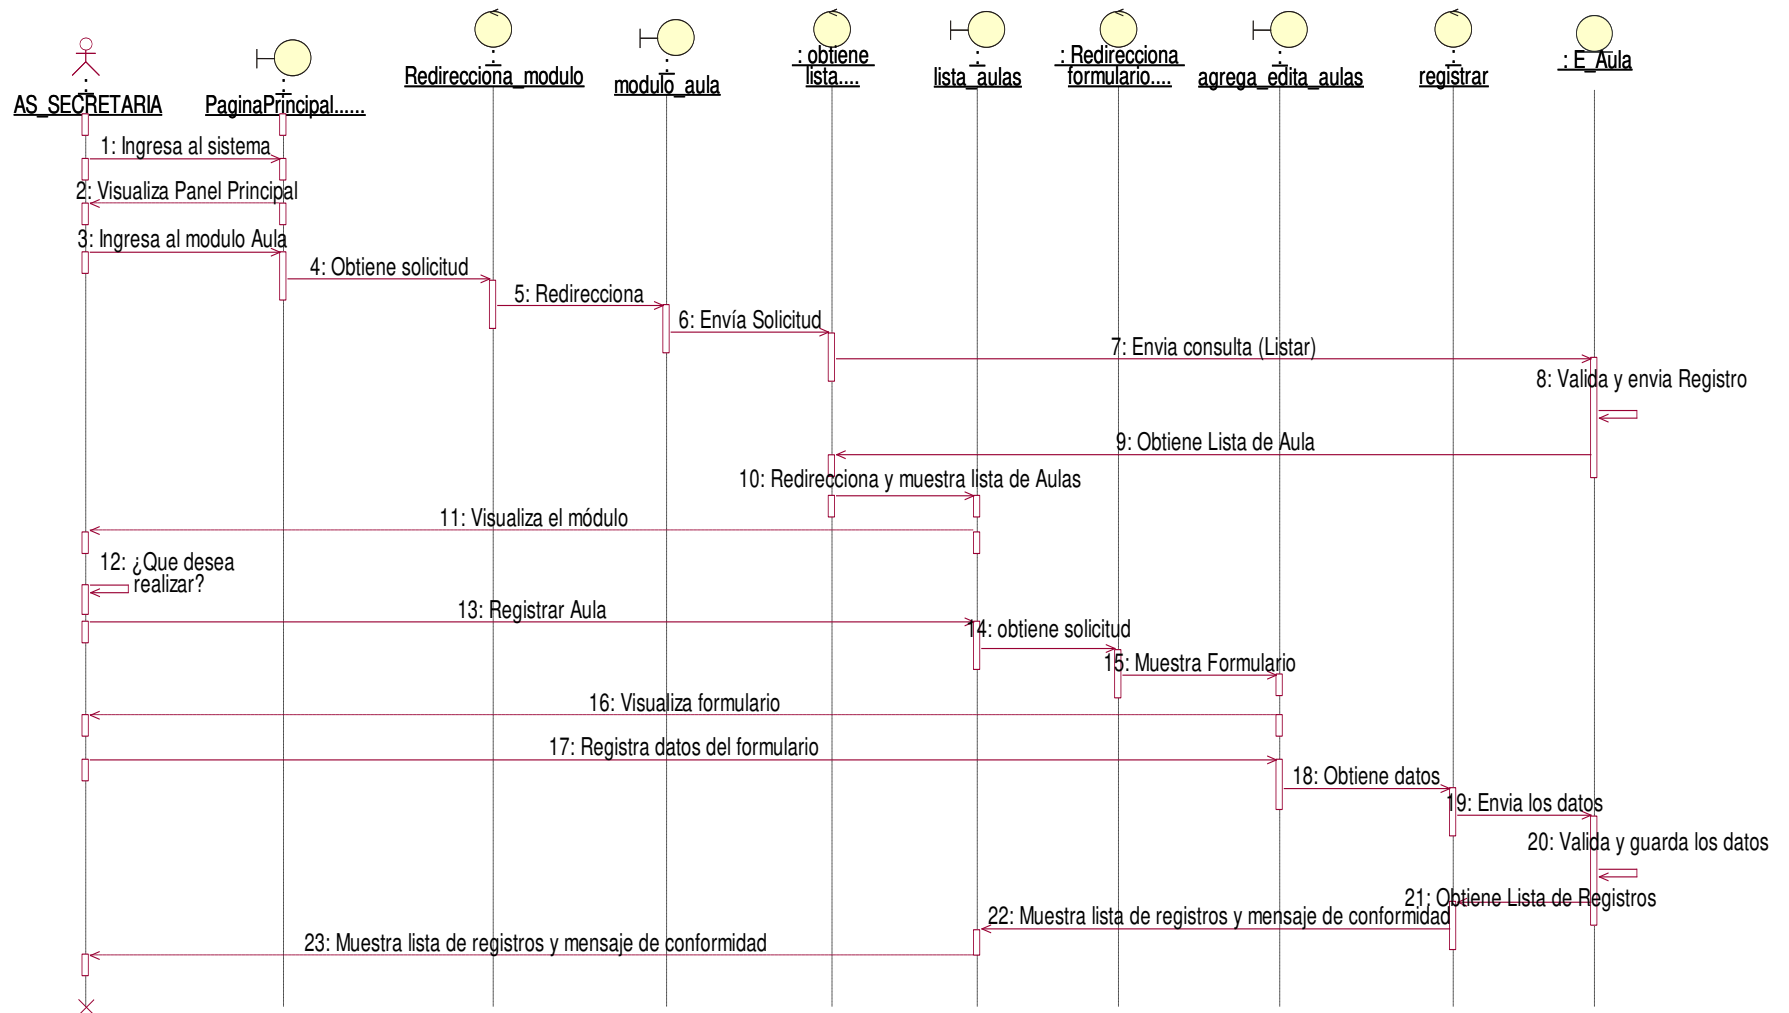 : obtiene
lista....
: Redirecciona
formulario....
: E_Aula
:
Redirecciona_modulo
:
modulo_aula
:
lista_aulas
:
agrega_edita_aulas
:
registrar
:
AS_SECRETARIA
:
PaginaPrincipal......
1: Ingresa al sistema
2: Visualiza Panel Principal
3: Ingresa al modulo Aula
4: Obtiene solicitud
5: Redirecciona
6: Envía Solicitud
7: Envia consulta (Listar)
8: Valida y envia Registro
9: Obtiene Lista de Aula
10: Redirecciona y muestra lista de Aulas
11: Visualiza el módulo
12: ¿Que desea
realizar?
13: Registrar Aula
14: obtiene solicitud
15: Muestra Formulario
16: Visualiza formulario
17: Registra datos del formulario
18: Obtiene datos
19: Envia los datos
20: Valida y guarda los datos
21: Obtiene Lista de Registros
22: Muestra lista de registros y mensaje de conformidad
23: Muestra lista de registros y mensaje de conformidad